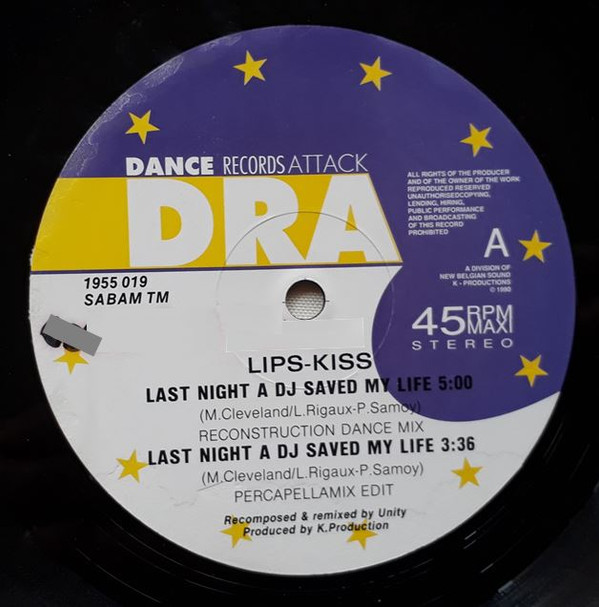 DANCE RECORDS ATTACK
DRA
ALL RIGHTS OF THE PRODUCER
AND OF THE OWNER OF THE WORK
REPRODUCED RESERVED
UNAUTHORISEDCOPYING,
LENDING, HIRING,
PUBLIC PERFORMANCE
AND BROADCASTING
OF THIS RECORD
PROHIBITED
A
A DIVISION OF
NEW BELGIAN SOUND
K - PRODUCTIONS
© 1990
1955 019
SABAM TM
45 RPM
MAXI
STEREO
LIPS-KISS
LAST NIGHT A DJ SAVED MY LIFE 5:00
(M.Cleveland/L.Rigaux-P.Samoy)
RECONSTRUCTION DANCE MIX
LAST NIGHT A DJ SAVED MY LIFE 3:36
(M.Cleveland/L.Rigaux-P.Samoy)
PERCAPELLAMIX EDIT
Recomposed & remixed by Unity
Produced by K.Production